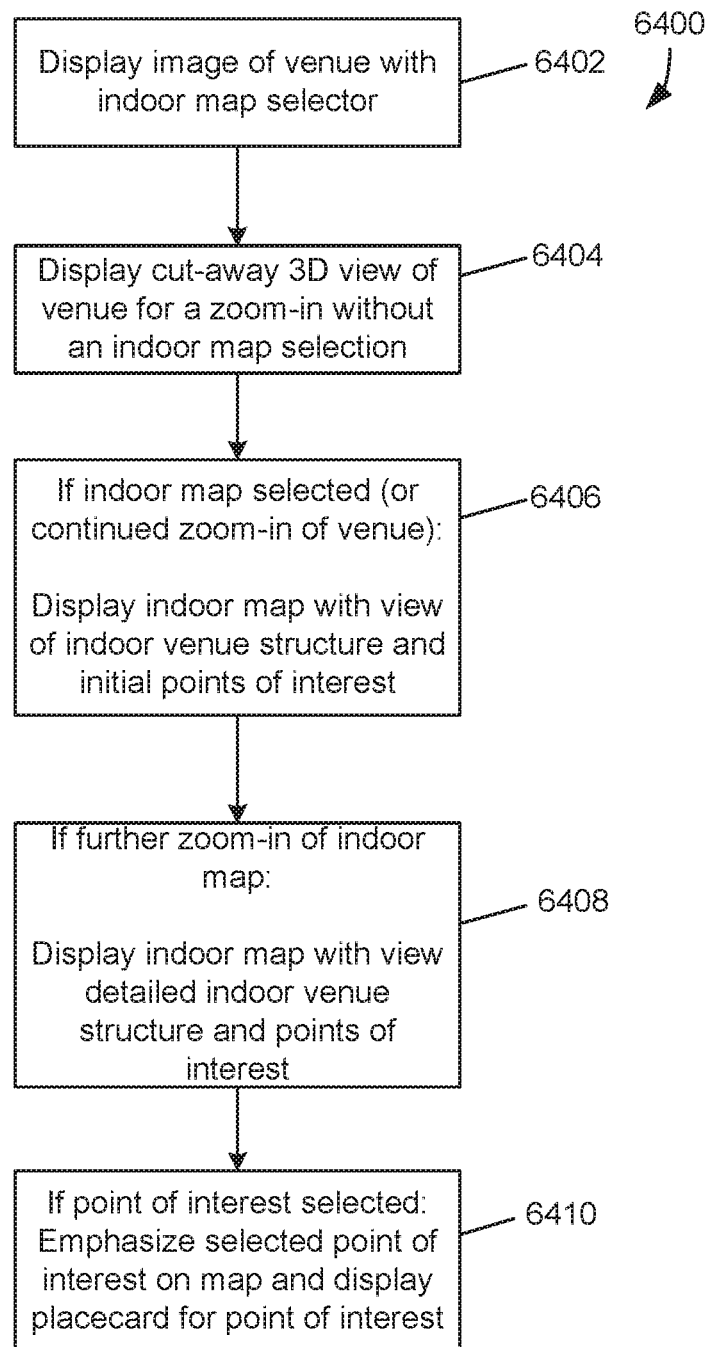 6400
Display image of venue with
indoor map selector
6402
Display cut-away 3D view of
venue for a zoom-in without
an indoor map selection
6404
If indoor map selected (or
continued zoom-in of venue):
Display indoor map with view
of indoor venue structure and
initial points of interest
6406
If further zoom-in of indoor
map:
Display indoor map with view
detailed indoor venue
structure and points of
interest
6408
If point of interest selected:
Emphasize selected point of
interest on map and display
placecard for point of interest
6410